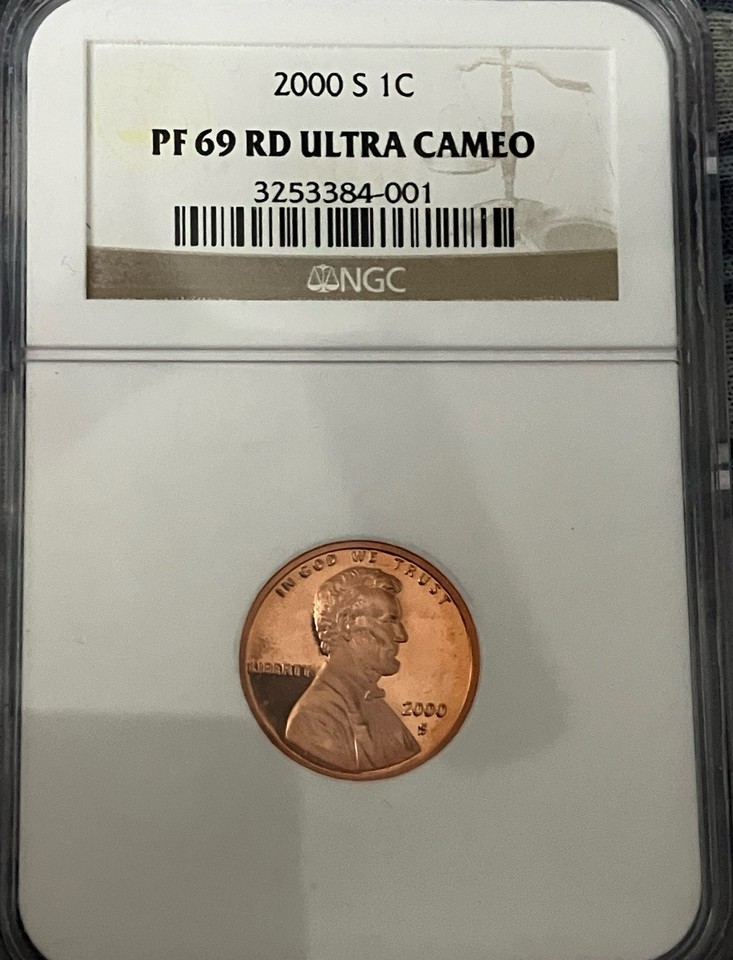 2000 S 1C
PF 69 RD ULTRA CAMEO
3253384-001
NGC
IN GOD WE TRUST
LIBERTY
2000
S